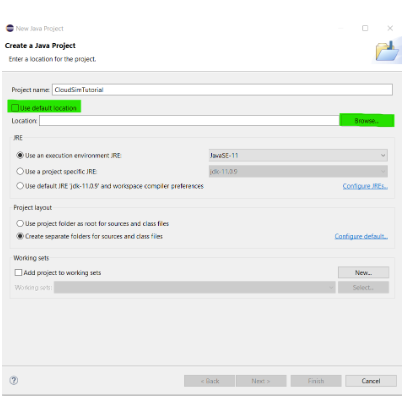 New Java Project
Create a Java Project
Enter a location for the project.
Project name: CloudSimTutorial
Use default location
Location: Browse...
JRE
Use an execution environment JRE: JavaSE-11
Use a project specific JRE: jdk-11.0.9
Use default JRE 'jdk-11.0.9' and workspace compiler preferences Configure JREs...
Project layout
Use project folder as root for sources and class files
Create separate folders for sources and class files Configure default...
Working sets
Add project to working sets New...
Working sets: Select...
? < Back Next > Finish Cancel